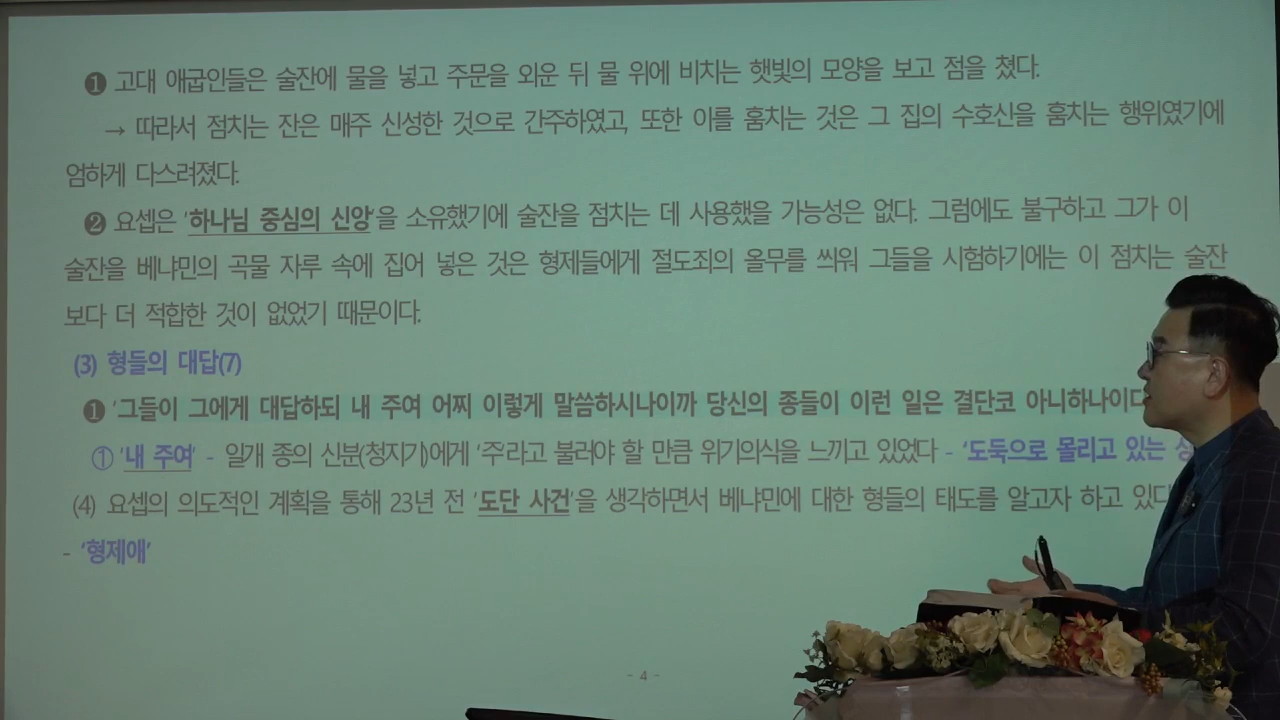 ❶ 고대 애굽인들은 술잔에 물을 넣고 주문을 외운 뒤 물 위에 비치는 햇빛의 모양을 보고 점을 쳤다.
→ 따라서 점치는 잔은 매주 신성한 것으로 간주하였고, 또한 이를 훔치는 것은 그 집의 수호신을 훔치는 행위였기에
엄하게 다스려졌다.
❷ 요셉은 '하나님 중심의 신앙'을 소유했기에 술잔을 점치는 데 사용했을 가능성은 없다. 그럼에도 불구하고 그가 이
술잔을 베냐민의 곡물 자루 속에 집어 넣은 것은 형제들에게 절도죄의 올무를 씌워 그들을 시험하기에는 이 점치는 술잔
보다 더 적합한 것이 없었기 때문이다.
(3) 형들의 대답(7)
❶ '그들이 그에게 대답하되 내 주여 어찌 이렇게 말씀하시나이까 당신의 종들이 이런 일은 결단코 아니하나이다
① '내 주여' - 일개 종의 신분(청지기)에게 '주'라고 불러야 할 만큼 위기의식을 느끼고 있었다 - '도둑으로 몰리고 있는
(4) 요셉의 의도적인 계획을 통해 23년 전 '도단 사건'을 생각하면서 베냐민에 대한 형들의 태도를 알고자 하고 있다
- '형제애'
- 4 -